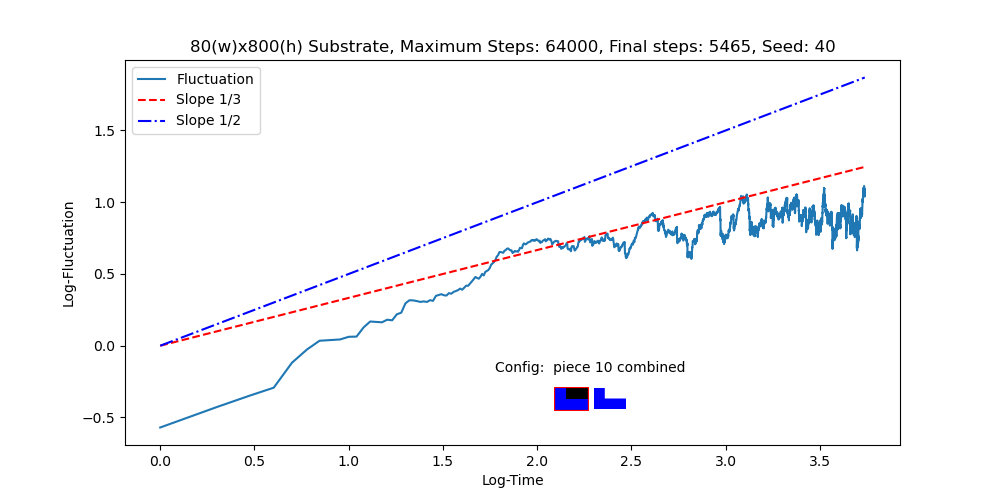 80(w)x800(h) Substrate, Maximum Steps: 64000, Final steps: 5465, Seed: 40
Fluctuation
Slope 1/3
Slope 1/2
1.5
1.0
0.5
0.0
−0.5
Log-Fluctuation
Config:  piece 10 combined
0.0 0.5 1.0 1.5 2.0 2.5 3.0 3.5
Log-Time